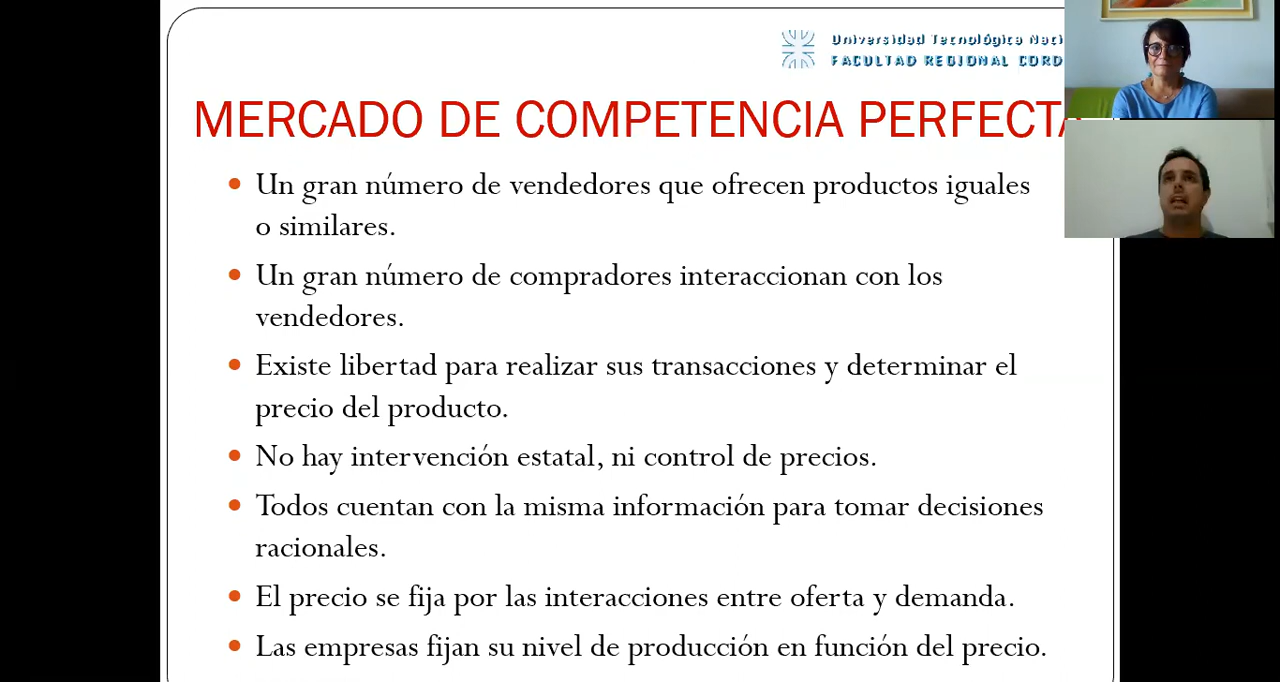 Universidad Tecnológica Naci
FACULTAD REGIONAL CORD
MERCADO DE COMPETENCIA PERFECTA
• Un gran número de vendedores que ofrecen productos iguales
o similares.
• Un gran número de compradores interaccionan con los
vendedores.
• Existe libertad para realizar sus transacciones y determinar el
precio del producto.
• No hay intervención estatal, ni control de precios.
• Todos cuentan con la misma información para tomar decisiones
racionales.
• El precio se fija por las interacciones entre oferta y demanda.
• Las empresas fijan su nivel de producción en función del precio.